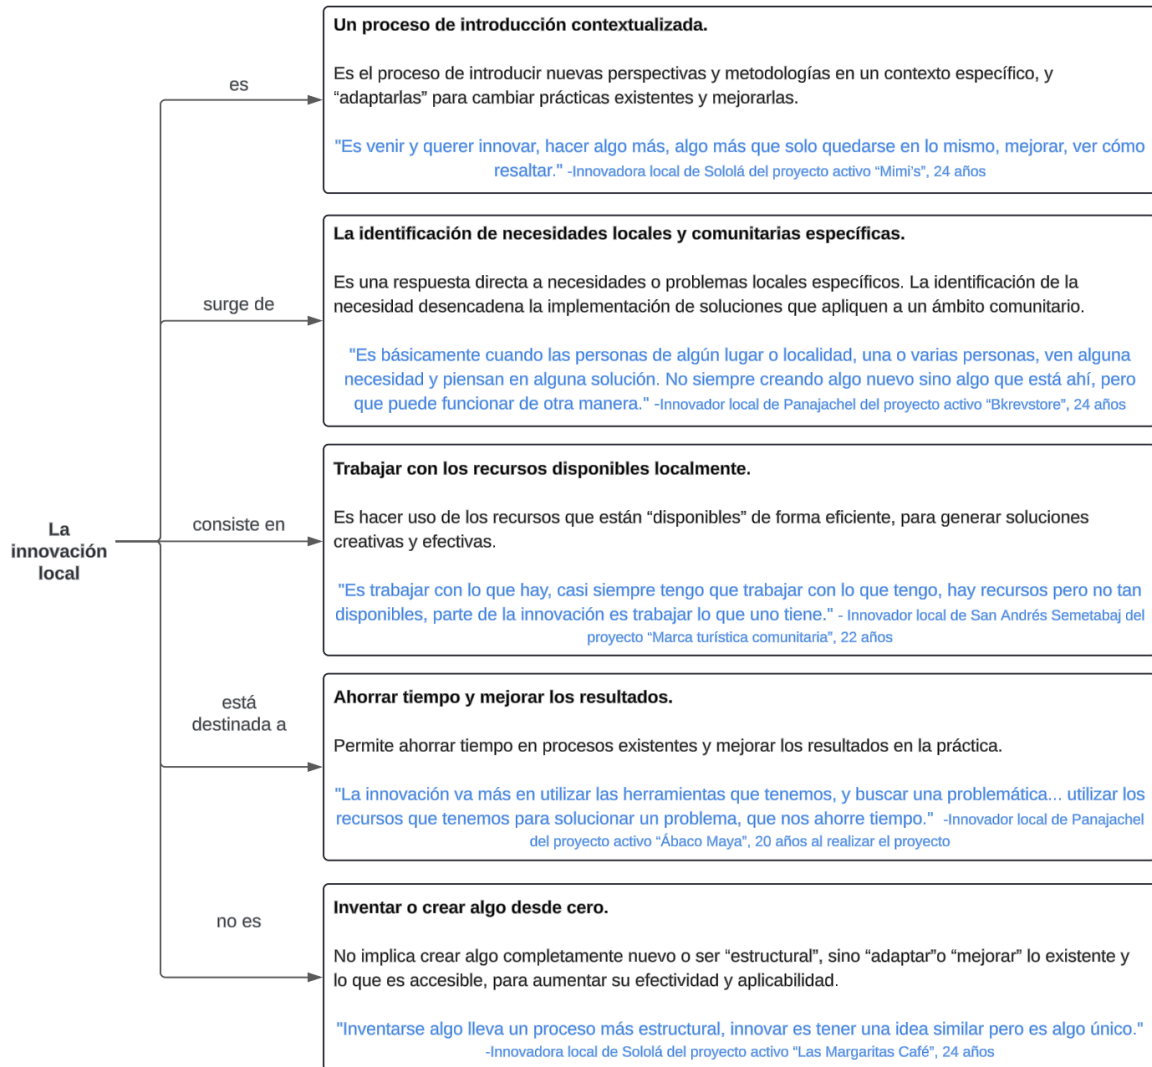 La
innovación
local
es
Un proceso de introducción contextualizada.
Es el proceso de introducir nuevas perspectivas y metodologías en un contexto específico, y
“adaptarlas” para cambiar prácticas existentes y mejorarlas.
"Es venir y querer innovar, hacer algo más, algo más que solo quedarse en lo mismo, mejorar, ver cómo
resaltar." -Innovadora local de Sololá del proyecto activo “Mimi's”, 24 años
surge de
La identificación de necesidades locales y comunitarias específicas.
Es una respuesta directa a necesidades o problemas locales específicos. La identificación de la
necesidad desencadena la implementación de soluciones que apliquen a un ámbito comunitario.
"Es básicamente cuando las personas de algún lugar o localidad, una o varias personas, ven alguna
necesidad y piensan en alguna solución. No siempre creando algo nuevo sino algo que está ahí, pero
que puede funcionar de otra manera." -Innovador local de Panajachel del proyecto activo “Bkrevstore”, 24 años
consiste en
Trabajar con los recursos disponibles localmente.
Es hacer uso de los recursos que están “disponibles” de forma eficiente, para generar soluciones
creativas y efectivas.
"Es trabajar con lo que hay, casi siempre tengo que trabajar con lo que tengo, hay recursos pero no tan
disponibles, parte de la innovación es trabajar lo que uno tiene." - Innovador local de San Andrés Semetabaj del
proyecto “Marca turística comunitaria”, 22 años
está
destinada a
Ahorrar tiempo y mejorar los resultados.
Permite ahorrar tiempo en procesos existentes y mejorar los resultados en la práctica.
"La innovación va más en utilizar las herramientas que tenemos, y buscar una problemática... utilizar los
recursos que tenemos para solucionar un problema, que nos ahorre tiempo." -Innovador local de Panajachel
del proyecto activo “Ábaco Maya”, 20 años al realizar el proyecto
no es
Inventar o crear algo desde cero.
No implica crear algo completamente nuevo o ser “estructural”, sino “adaptar”o “mejorar” lo existente y
lo que es accesible, para aumentar su efectividad y aplicabilidad.
"Inventarse algo lleva un proceso más estructural, innovar es tener una idea similar pero es algo único."
-Innovadora local de Sololá del proyecto activo “Las Margaritas Café”, 24 años